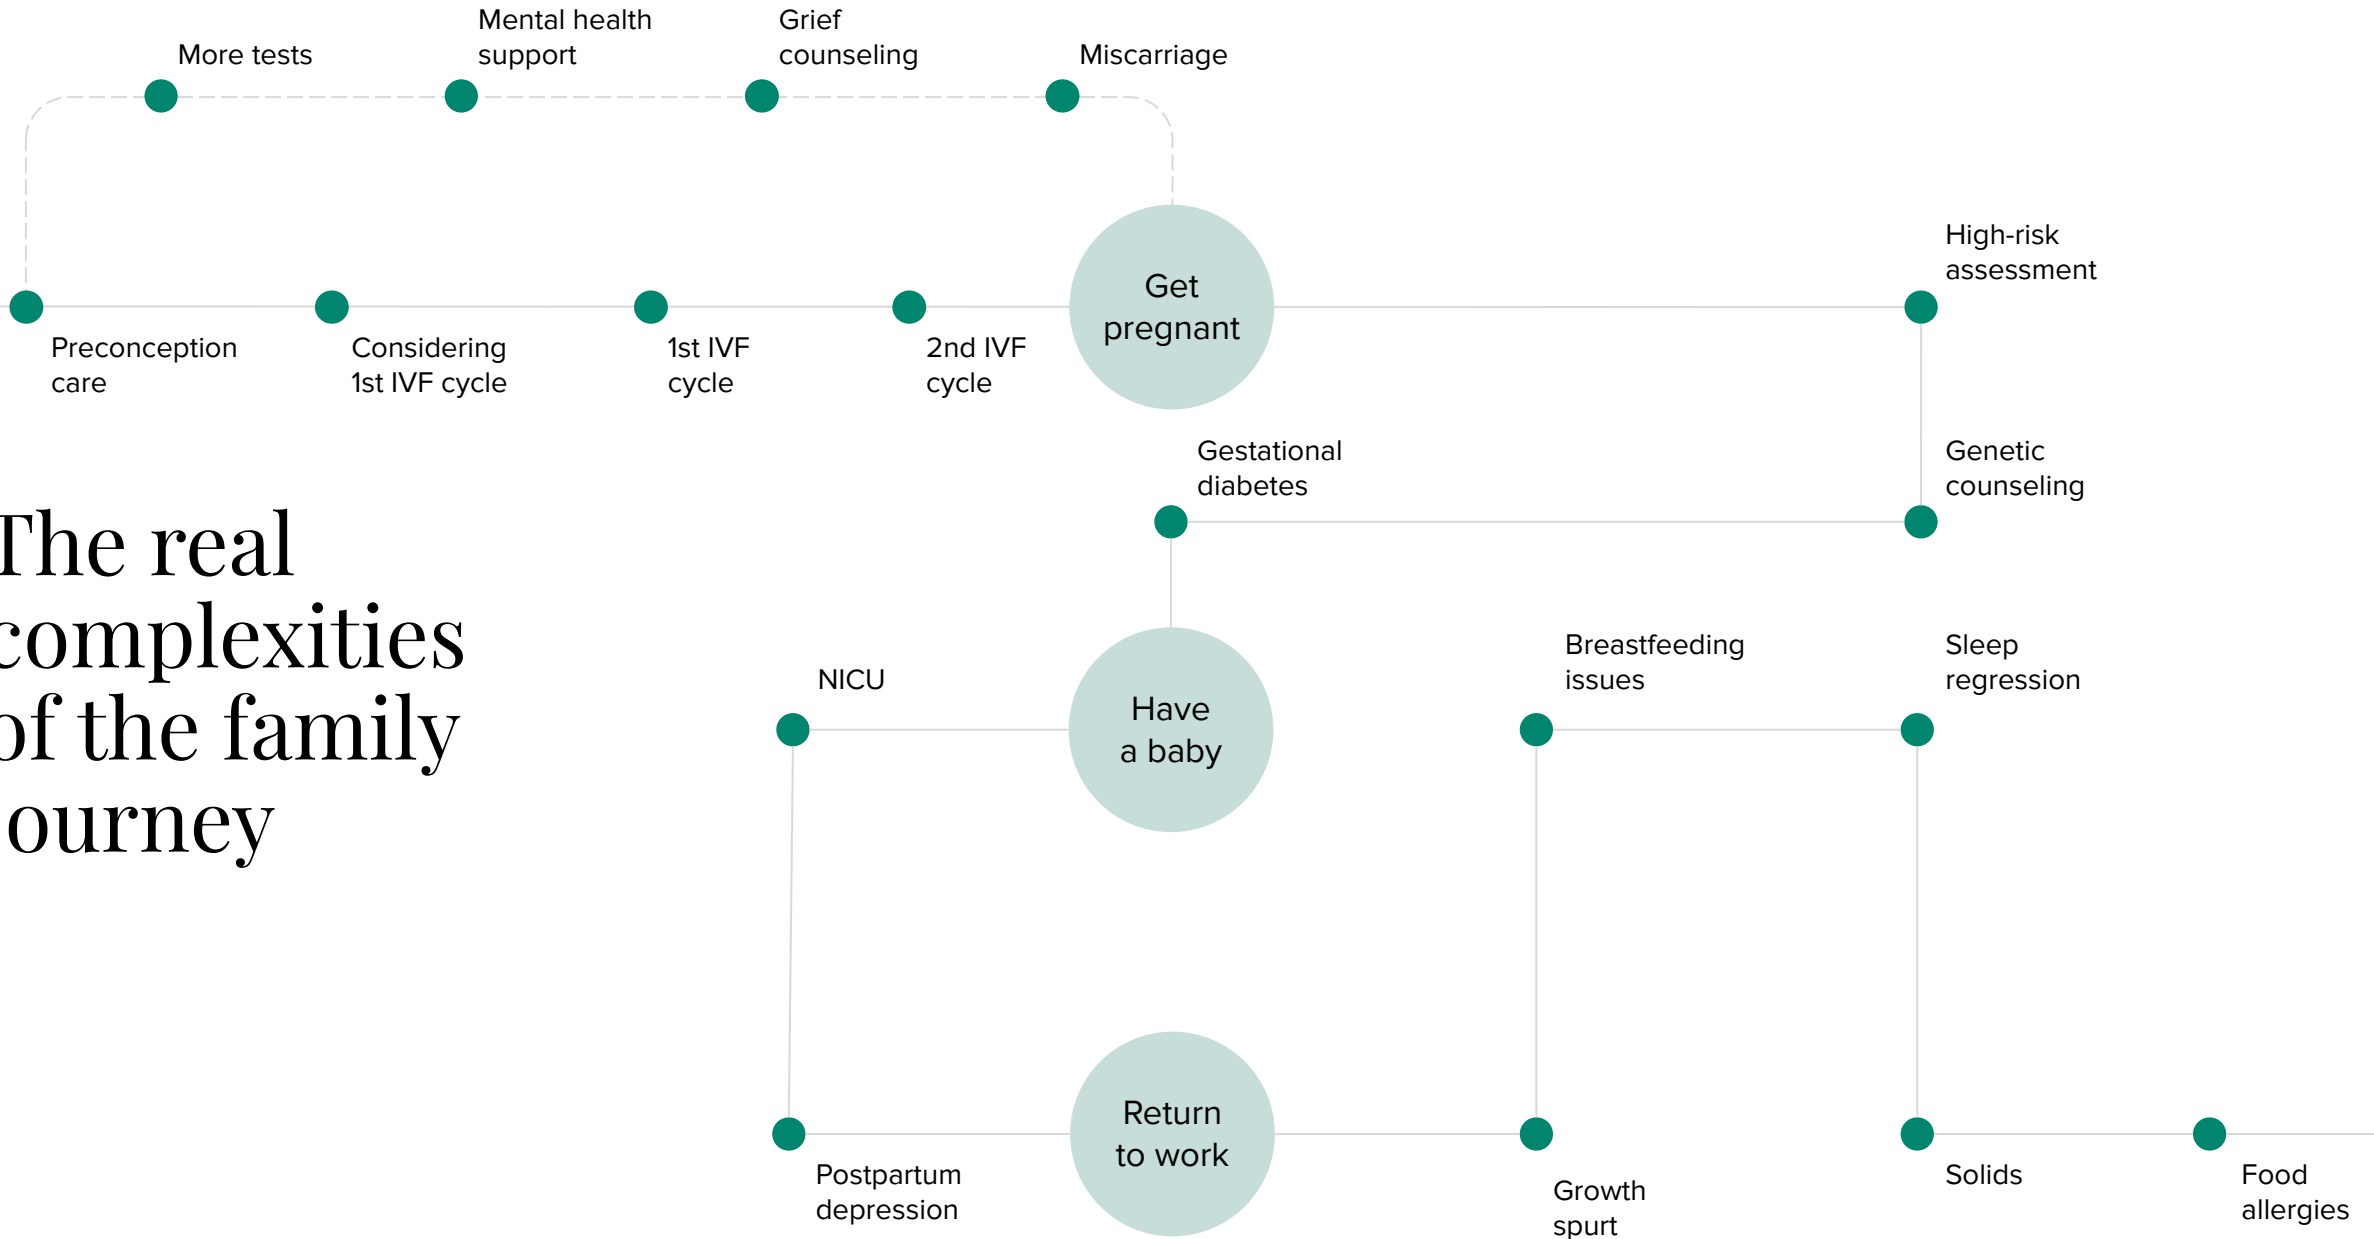 More tests
Mental health
support
Grief
counseling
Miscarriage
Get
pregnant
High-risk
assessment
Preconception
care
Considering
1st IVF cycle
1st IVF
cycle
2nd IVF
cycle
Gestational
diabetes
Genetic
counseling
The real
complexities
of the family
ourney
NICU
Have
a baby
Breastfeeding
issues
Sleep
regression
Postpartum
depression
Return
to work
Growth
spurt
Solids
Food
allergies